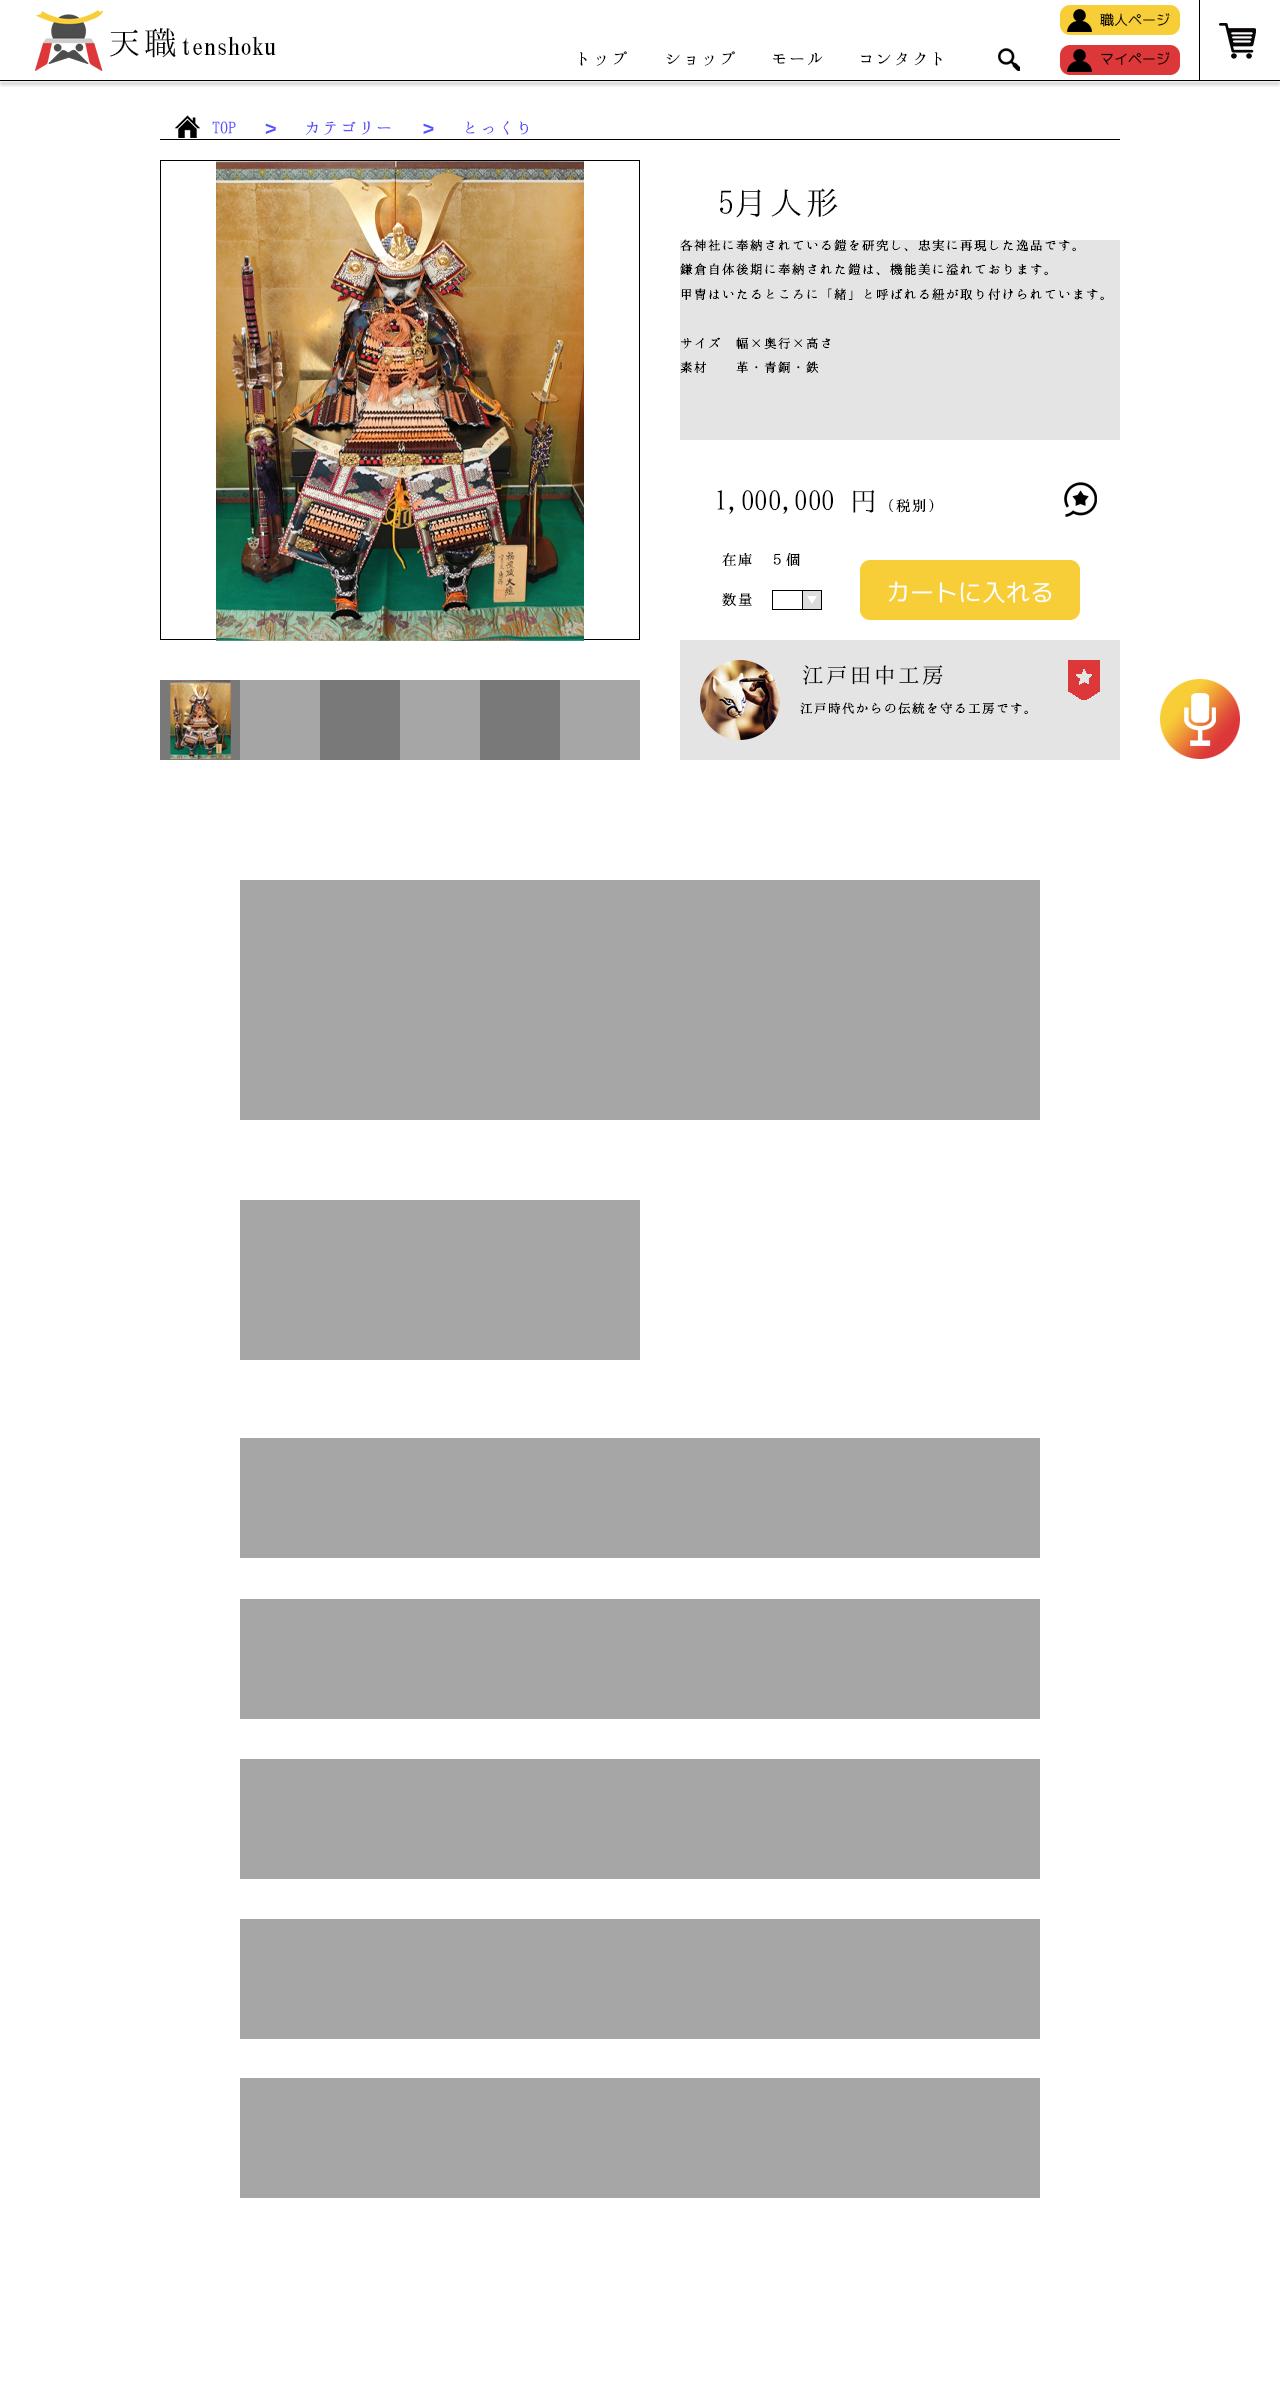 天職 tenshoku
トップ ショップ モール コンタクト
職人ページ
マイページ
TOP > カテゴリー > とっくり
5月人形
各神社に奉納されている鎧を研究し、忠実に再現した逸品です。
鎌倉自体後期に奉納された鎧は、機能美に溢れております。
甲冑はいたるところに「緒」と呼ばれる紐が取り付けられています。
サイズ 幅×奥行×高さ
素材 革・青銅・鉄
1,000,000 円（税別）
在庫 5個
数量
カートに入れる
江戸田中工房
江戸時代からの伝統を守る工房です。